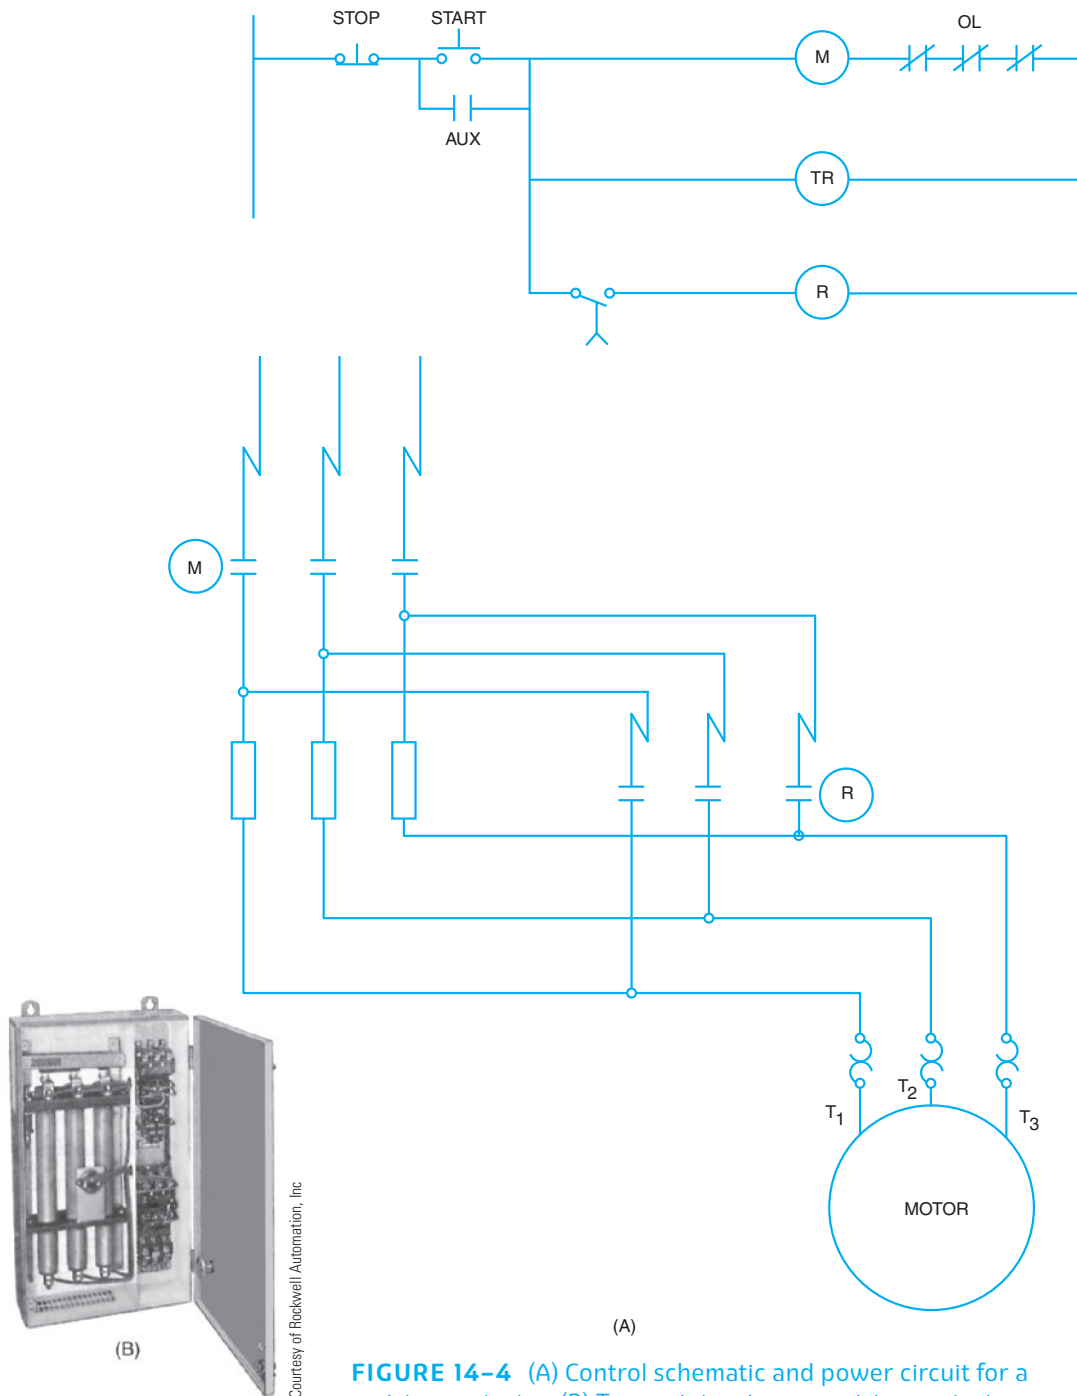 STOP
START
OL
M
AUX
TR
R
M
R
T1
T2
T3
MOTOR
Courtesy of Rockwell Automation, Inc
(B)
(A)
FIGURE 14–4 (A) Control schematic and power circuit for a